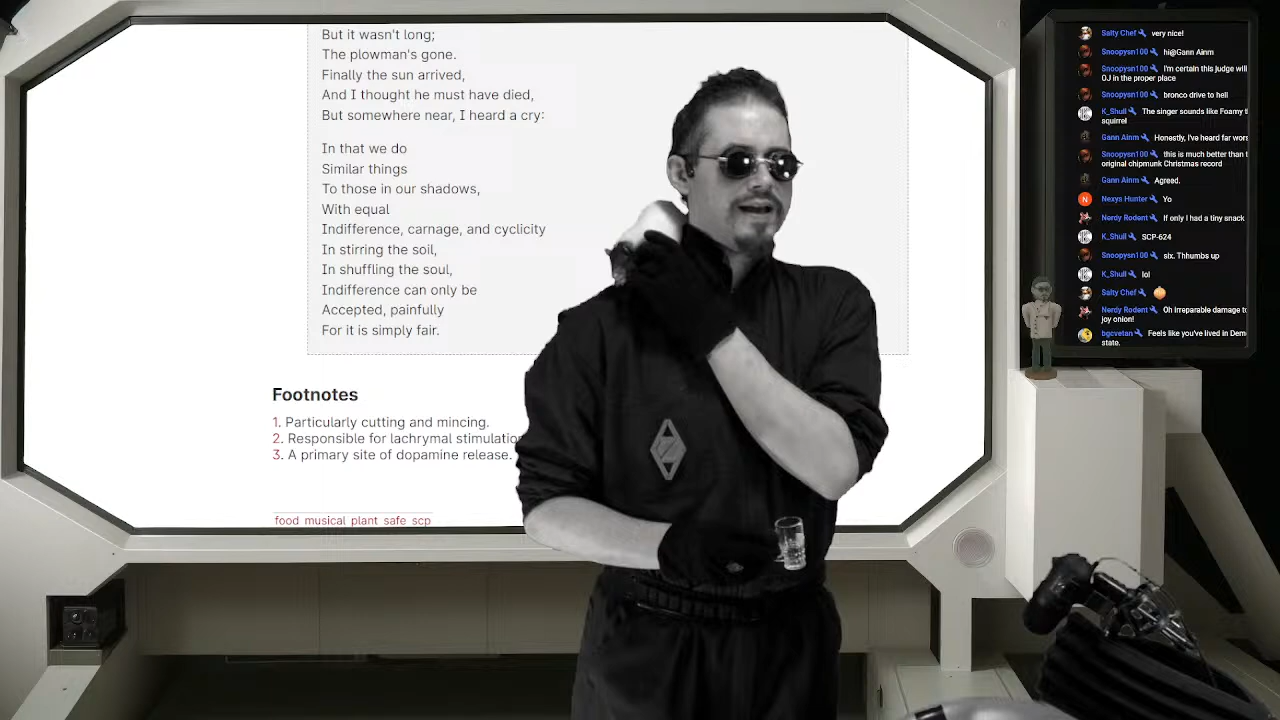 But it wasn't long;
The plowman's gone.
Finally the sun arrived,
And I thought he must have died,
But somewhere near, I heard a cry:
In that we do
Similar things
To those in our shadows,
With equal
Indifference, carnage, and cyclicity
In stirring the soil,
In shuffling the soul,
Indifference can only be
Accepted, painfully
For it is simply fair.
Footnotes
1. Particularly cutting and mincing.
2. Responsible for lachrymal
3. A primary site of dopamine release.
food musical plant safe scp
Salty Chef very nice!
Snoopysn100 hi@Gann Ainm
Snoopysn100 I'm certain this judge will
OJ in the proper place
Snoopysn100 bronco drive to hell
K_Shull The singer sounds like Foamy
squirrel
Gann Ainm Honestly, I've heard far
Snoopysn100 this is much better than
original chipmunk Christmas record
Gann Ainm Agreed.
N Nexys Hunter Yo
Nerdy Rodent If only I had a tiny snack
K_Shull SCP-624
Snoopysn100 six. Thhumbs up
K_Shull lol
Salty Chef
Nerdy Rodent Oh Irreparable damage
joy onion!
bgcvetan Feels like you've lived in
state.